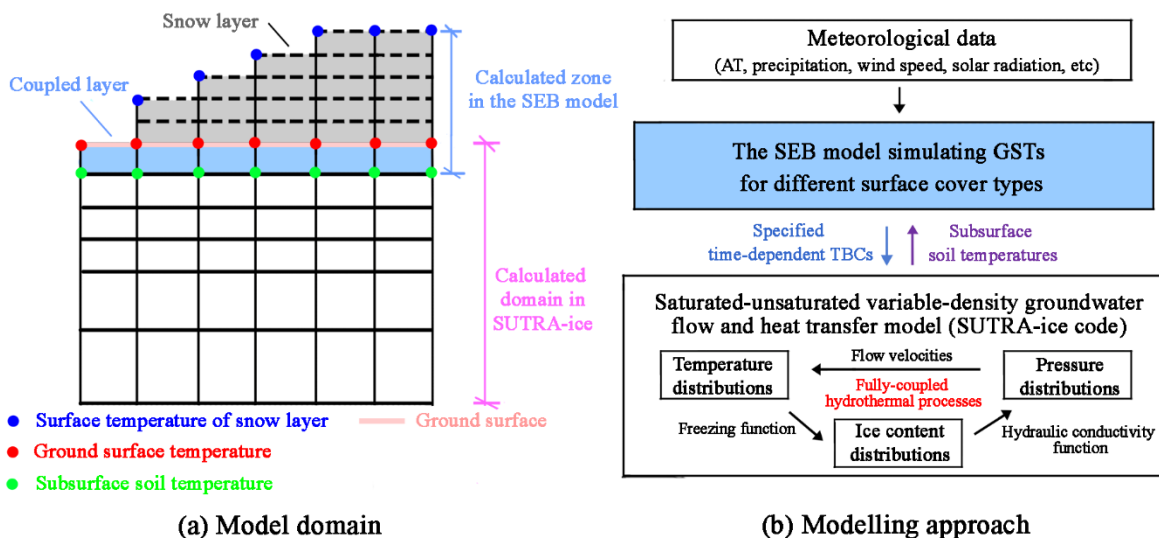 Snow layer
Coupled layer
Calculated zone
in the SEB model
Calculated
domain in
SUTRA-ice
Surface temperature of snow layer
Ground surface
Ground surface temperature
Subsurface soil temperature
(a) Model domain
Meteorological data
(AT, precipitation, wind speed, solar radiation, etc)
The SEB model simulating GSTs
for different surface cover types
Specified
time-dependent TBCs
Subsurface
soil temperatures
Saturated-unsaturated variable-density groundwater
flow and heat transfer model (SUTRA-ice code)
Temperature
distributions
Flow velocities
Fully-coupled
hydrothermal processes
Pressure
distributions
Freezing function
Ice content
distributions
Hydraulic conductivity
function
(b) Modelling approach